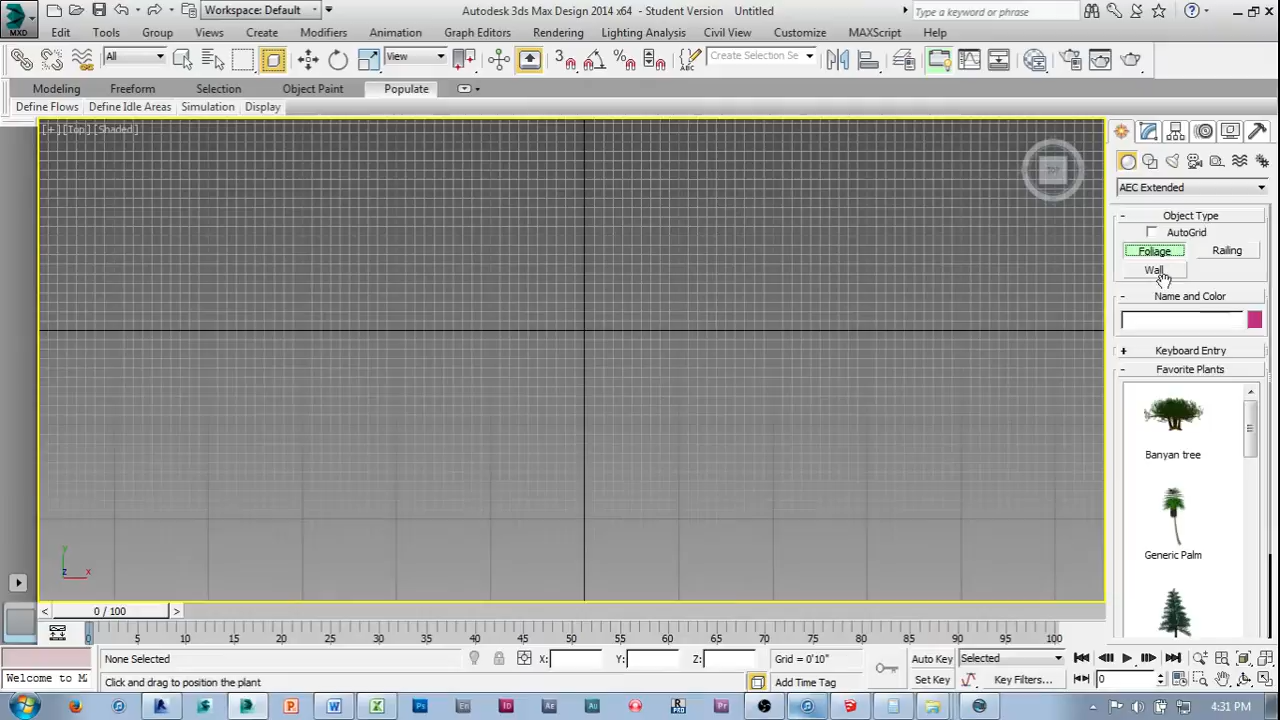 Workspace: Default
Autodesk 3ds Max Design 2014 x64 - Student Version Untitled
Type a keyword or phrase
MXD
Edit Tools Group Views Create Modifiers Animation Graph Editors Rendering Lighting Analysis Civil View Customize MAXScript Help
All
View
3
Create Selection Se
ABC
Modeling Freeform Selection Object Paint Populate
Define Flows Define Idle Areas Simulation Display
[+] [Top] [Shaded]
TOP
AEC Extended
Object Type
AutoGrid
Foliage Railing
Wall
Name and Color
Keyboard Entry
Favorite Plants
Banyan tree
Generic Palm
y
z x
0 / 100
0 5 10 15 20 25 30 35 40 45 50 55 60 65 70 75 80 85 90 95 100
None Selected X: Y: Z: Grid = 0'10" Auto Key Selected
Welcome to M Click and drag to position the plant Add Time Tag Set Key Key Filters... 0
4:31 PM